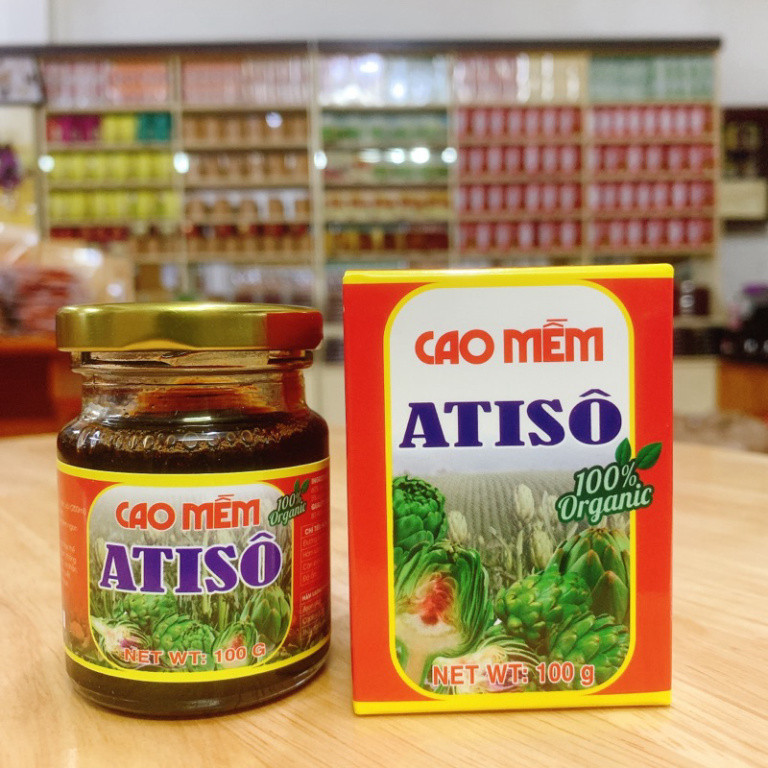 CAO MỀM
ATISÔ
100%
Organic
NET WT: 100 G
CAO MỀM
ATISÔ
100%
Organic
NET WT: 100 g